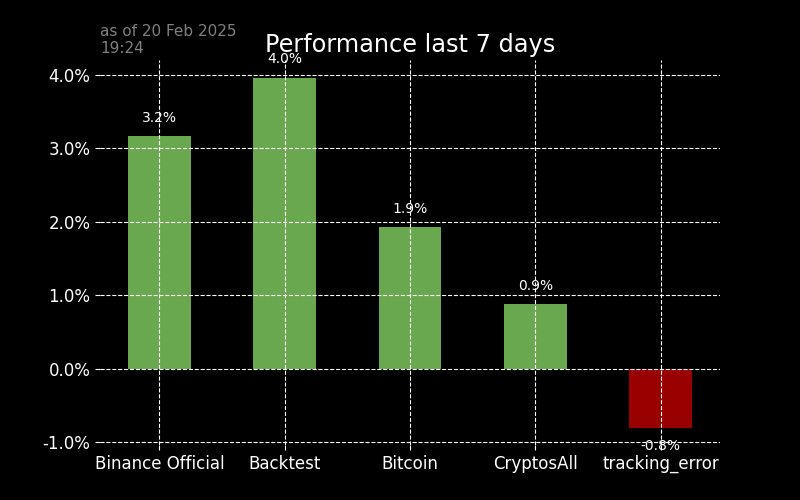 as of 20 Feb 2025
19:24
Performance last 7 days
4.0%
3.0%
2.0%
1.0%
0.0%
-1.0%
3.2%
4.0%
1.9%
0.9%
-0.8%
Binance Official
Backtest
Bitcoin
CryptosAll
tracking_error